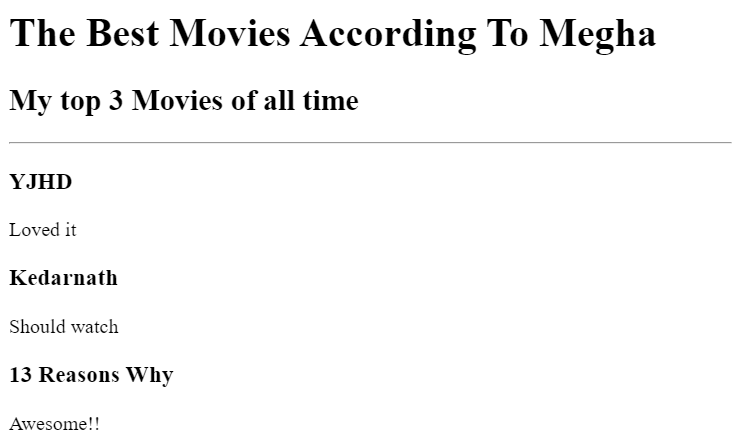 The Best Movies According To Megha
My top 3 Movies of all time
YJHD
Loved it
Kedarnath
Should watch
13 Reasons Why
Awesome!!